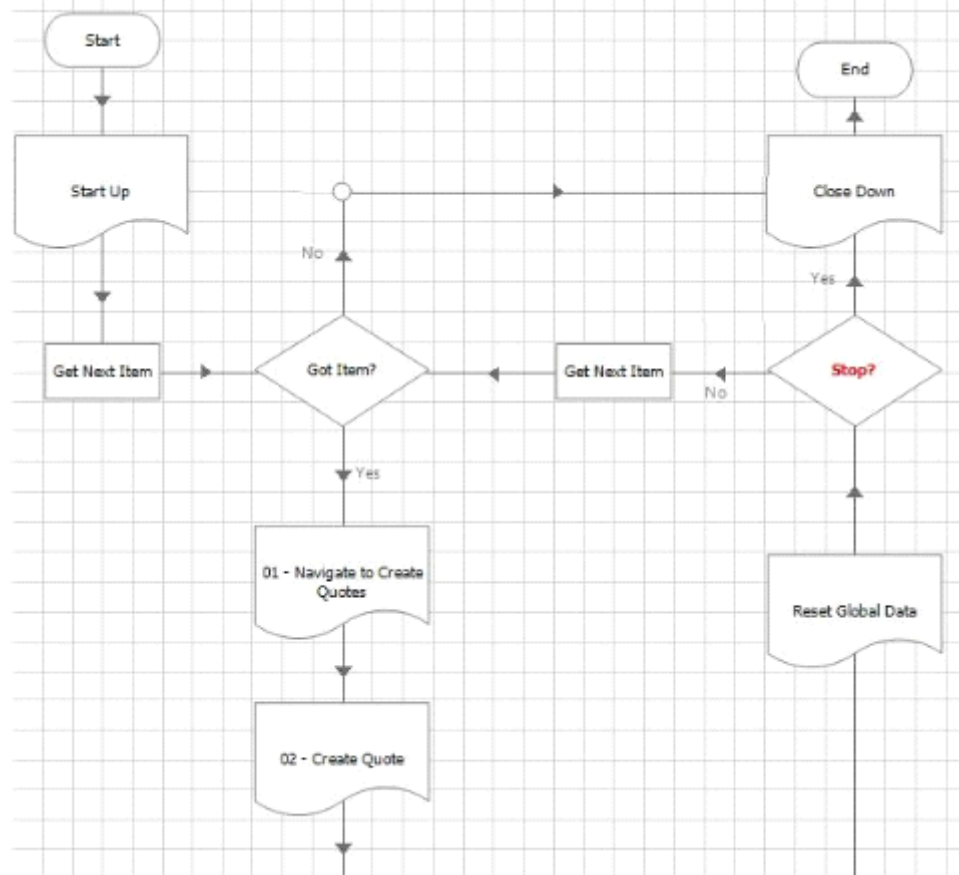 Start
End
Start Up
Close Down
No
Yes
Get Next Item
Got Item?
Get Next Item
No
Stop?
Yes
01 - Navigate to Create
Quotes
Reset Global Data
02 - Create Quote